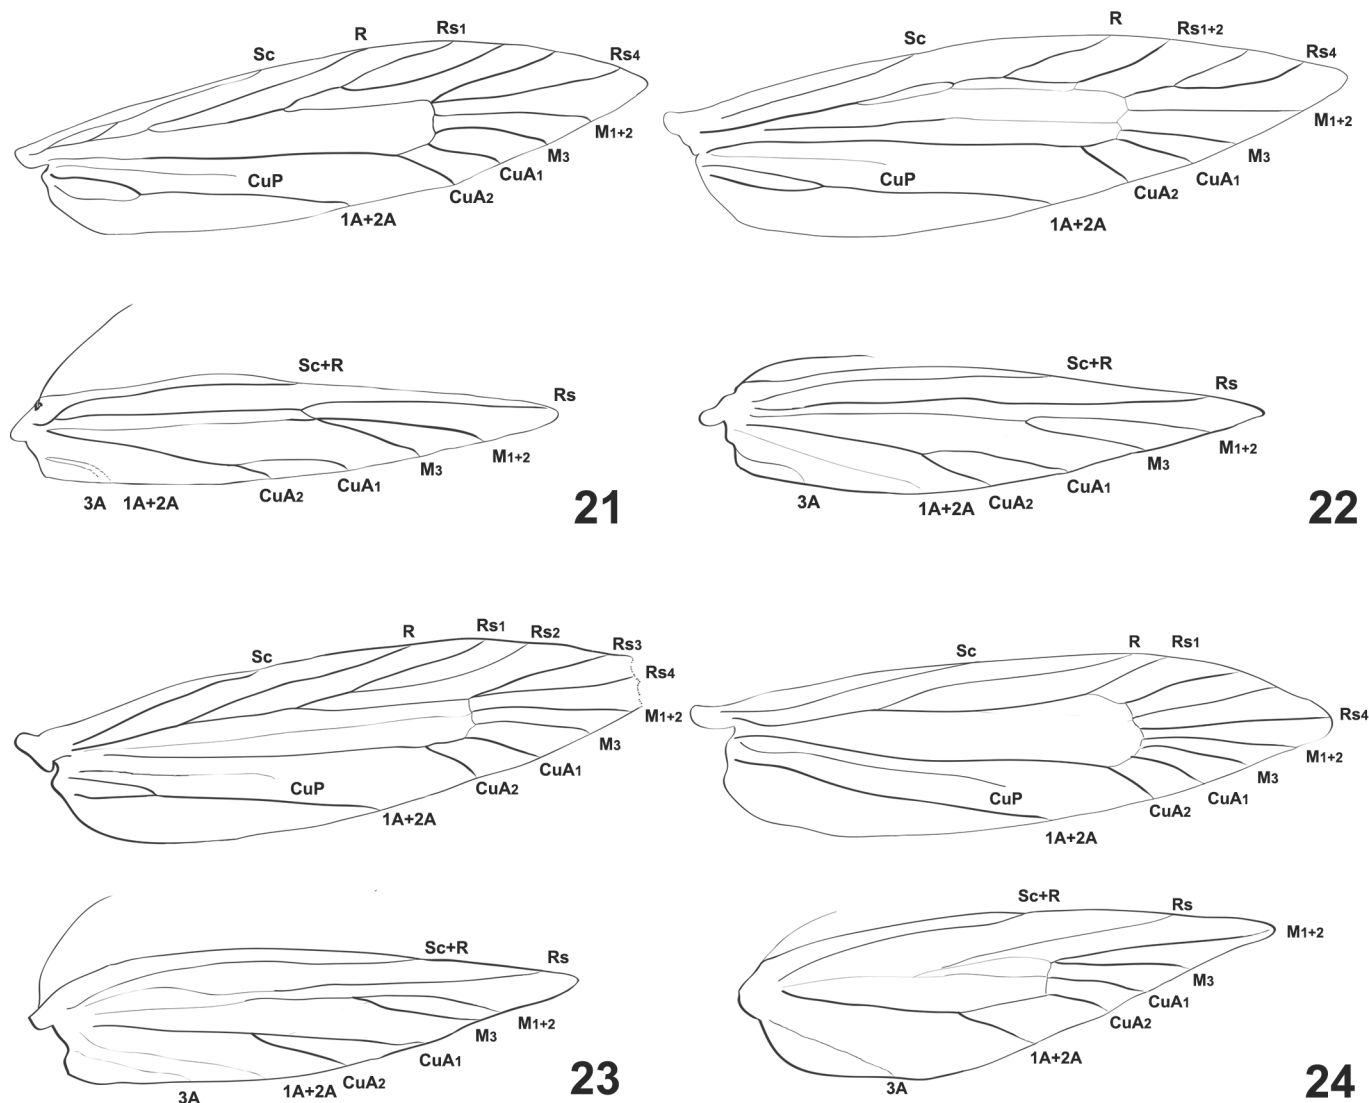 Sc R Rs1 Rs4
M1+2
M3
CuA1
CuA2
CuP
1A+2A
Sc+R Rs
M1+2
M3
CuA1
CuA2
3A 1A+2A
21
Sc R Rs1+2 Rs4
M1+2
M3
CuA1
CuA2
CuP
1A+2A
Sc+R Rs
M1+2
M3
CuA1
3A 1A+2A CuA2
22
Sc R Rs1 Rs2 Rs3
Rs4
M1+2
M3
CuA1
CuA2
CuP
1A+2A
Sc+R Rs
M1+2
M3
CuA1
CuA2
3A 1A+2A
23
Sc R Rs1
Rs4
M1+2
M3
CuA1
CuA2
CuP
1A+2A
Sc+R Rs
M1+2
M3
CuA1
CuA2
1A+2A
3A
24